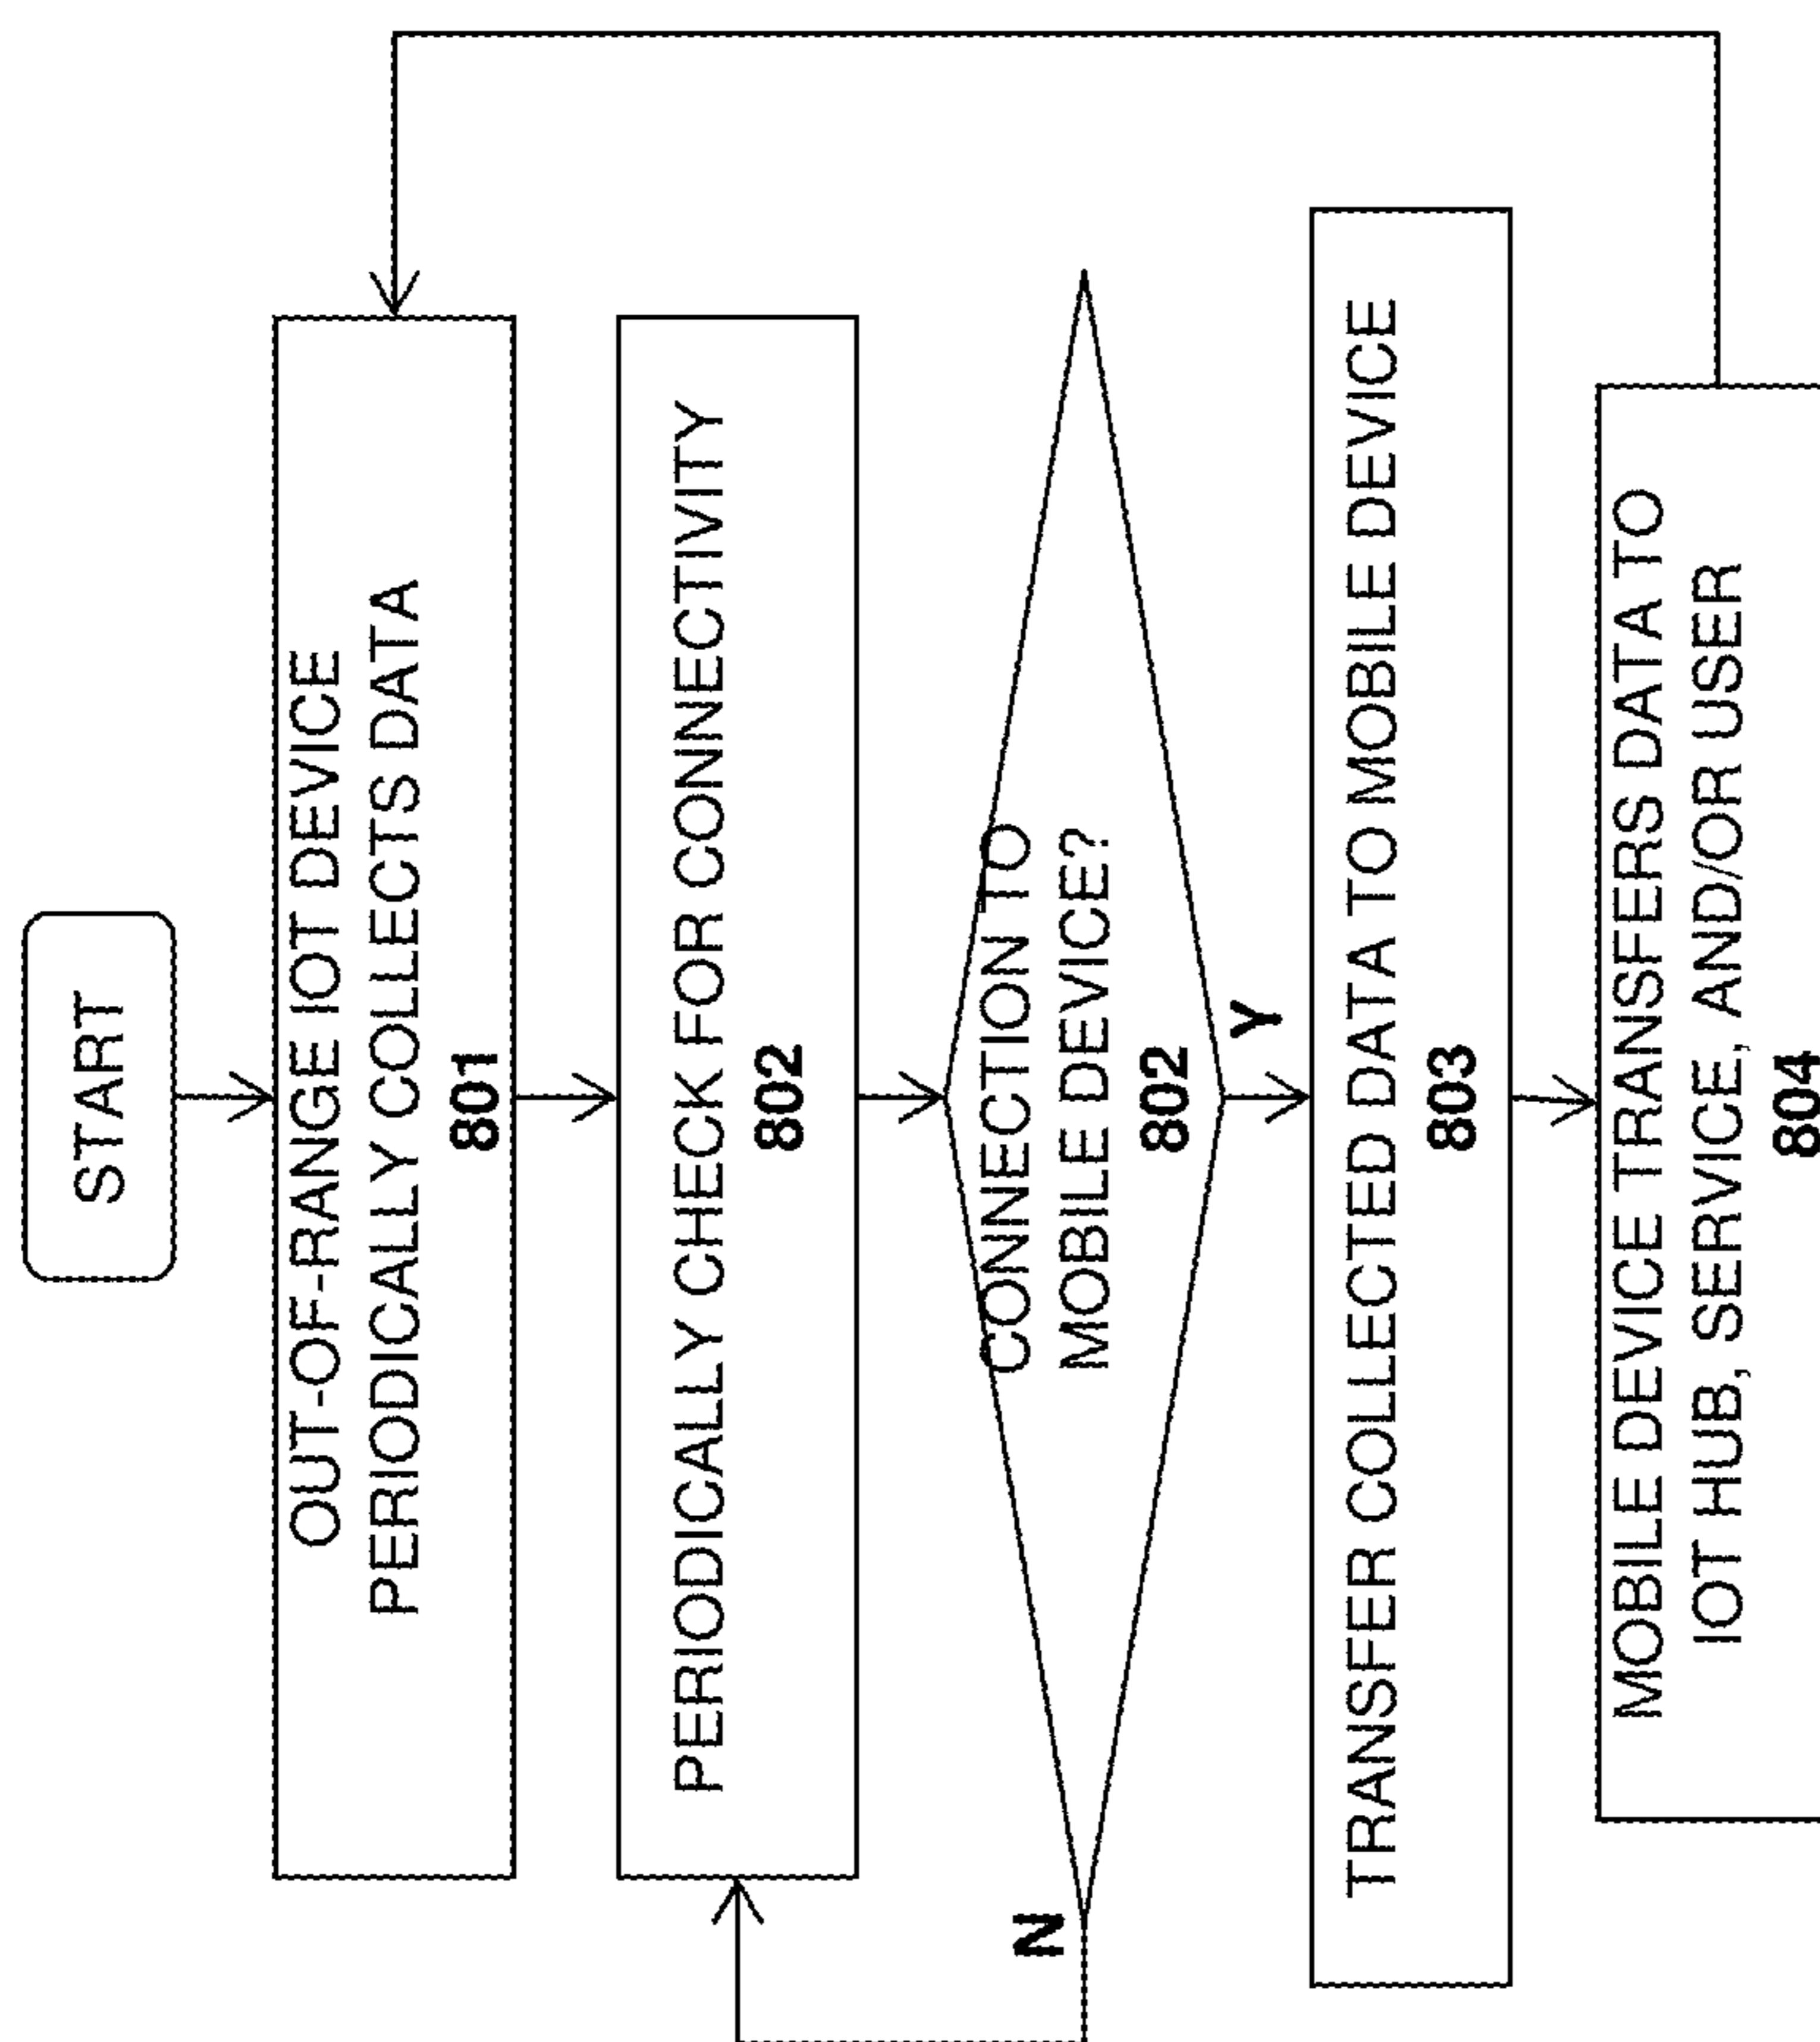 START
OUT-OF-RANGE IOT DEVICE
PERIODICALLY COLLECTS DATA
801
PERIODICALLY CHECK FOR CONNECTIVITY
802
CONNECTION TO
MOBILE DEVICE?
802
N
Y
TRANSFER COLLECTED DATA TO MOBILE DEVICE
803
MOBILE DEVICE TRANSFERS DATA TO
IOT HUB, SERVICE, AND/OR USER
804